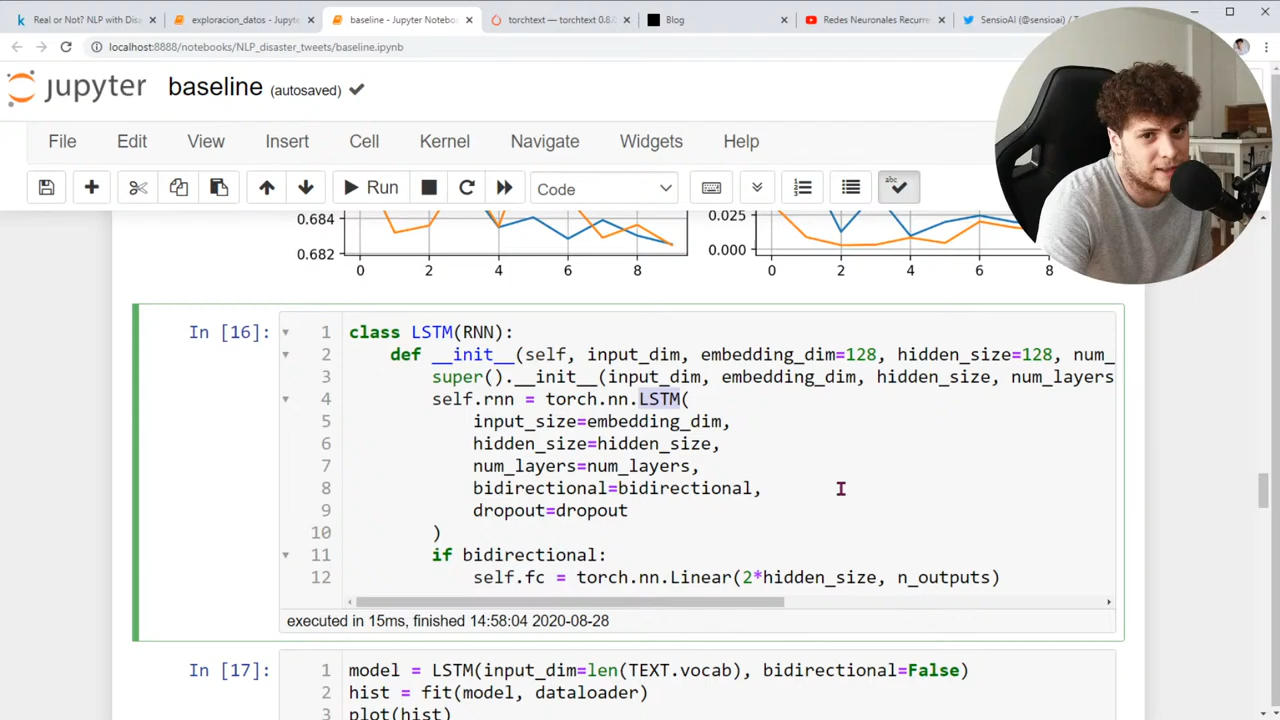 Real or Not? NLP with Disa
exploracion_datos - Jupyte
baseline - Jupyter Noteboo
torchtext — torchtext 0.8.
Blog
Redes Neuronales Recurre
SensioAI (@sensioai) /
localhost:8888/notebooks/NLP_disaster_tweets/baseline.ipynb
jupyter baseline (autosaved)
File Edit View Insert Cell Kernel Navigate Widgets Help
Run Code abc
0.684
0.682
0 2 4 6 8
0.025
0.000
0 2 4 6 8
In [16]:
1 class LSTM(RNN):
2 def __init__(self, input_dim, embedding_dim=128, hidden_size=128, num_
3 super().__init__(input_dim, embedding_dim, hidden_size, num_layers
4 self.rnn = torch.nn.LSTM(
5 input_size=embedding_dim,
6 hidden_size=hidden_size,
7 num_layers=num_layers,
8 bidirectional=bidirectional,
9 dropout=dropout
10 )
11 if bidirectional:
12 self.fc = torch.nn.Linear(2*hidden_size, n_outputs)
executed in 15ms, finished 14:58:04 2020-08-28
In [17]:
1 model = LSTM(input_dim=len(TEXT.vocab), bidirectional=False)
2 hist = fit(model, dataloader)
3 plot(hist)